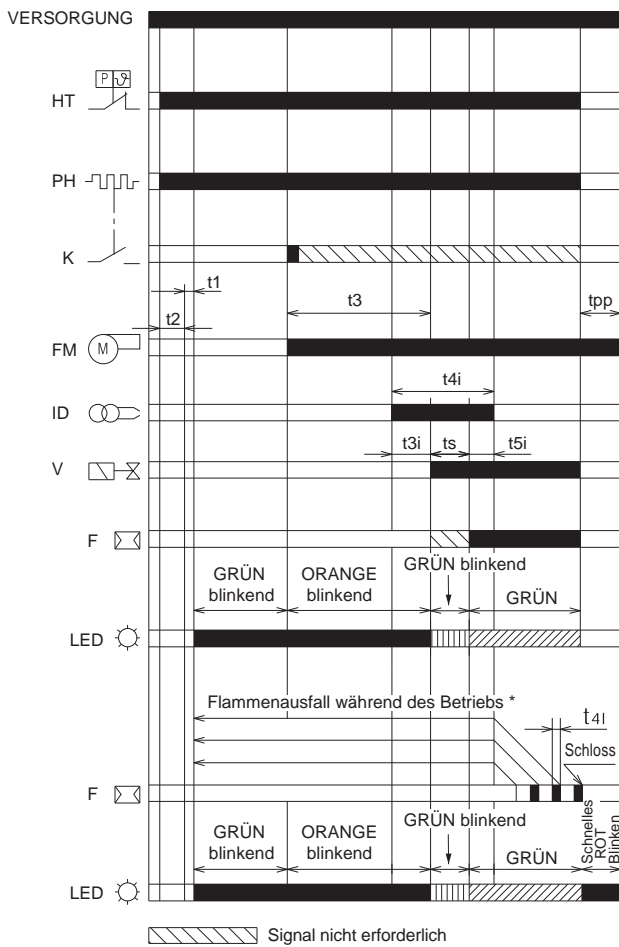 VERSORGUNG
P ϑ
HT
PH
K
t1
t2
t3
tpp
FM M
t4i
ID
t3i ts t5i
V
F
GRÜN blinkend
GRÜN
blinkend
ORANGE
blinkend
GRÜN
LED
Flammenausfall während des Betriebs *
t4l
Schloss
F
GRÜN blinkend
GRÜN
blinkend
ORANGE
blinkend
GRÜN
Schnelles
ROT
Blinken
LED
Signal nicht erforderlich